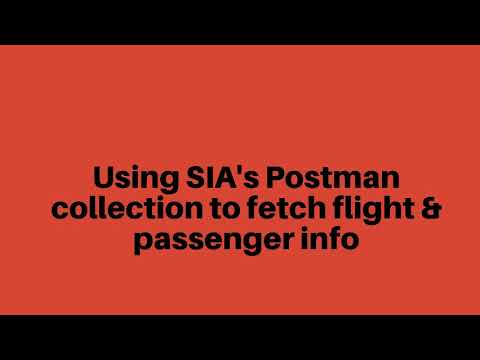 Using SIA's Postman
collection to fetch flight &
passenger info